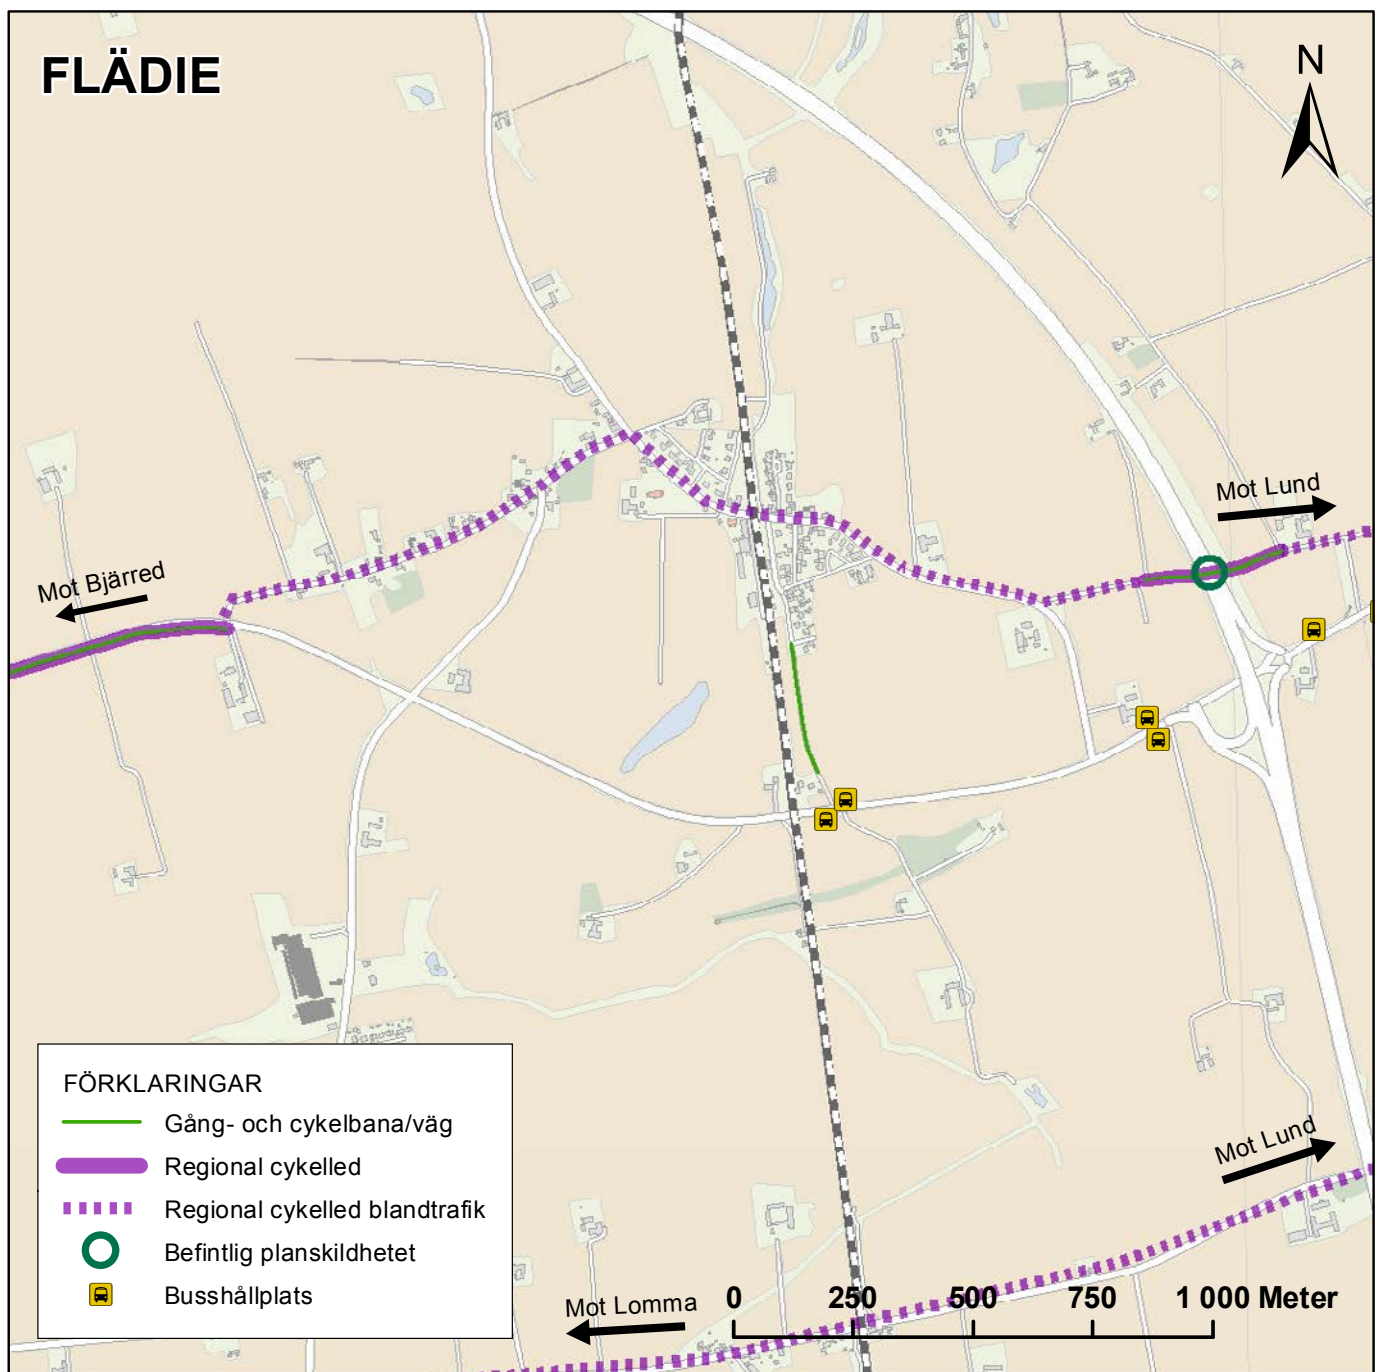 FLÄDIE
N
Mot Lund
Mot Bjärred
FÖRKLARINGAR
Gång- och cykelbana/väg
Regional cykelled
Regional cykelled blandtrafik
Befintlig planskildhetet
Busshållplats
Mot Lund
Mot Lomma
0 250 500 750 1 000 Meter